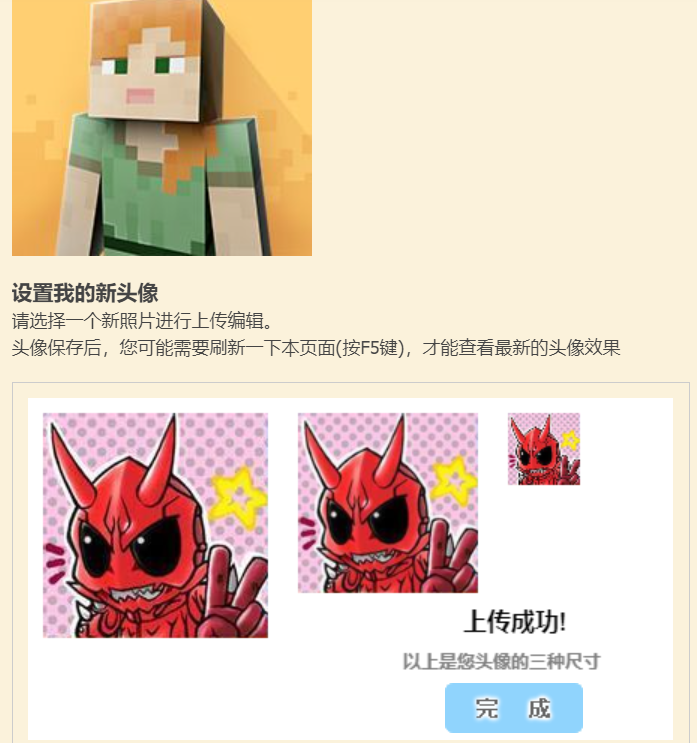 设置我的新头像
请选择一个新照片进行上传编辑。
头像保存后，您可能需要刷新一下本页面(按F5键)，才能查看最新的头像效果
上传成功!
以上是您头像的三种尺寸
完 成